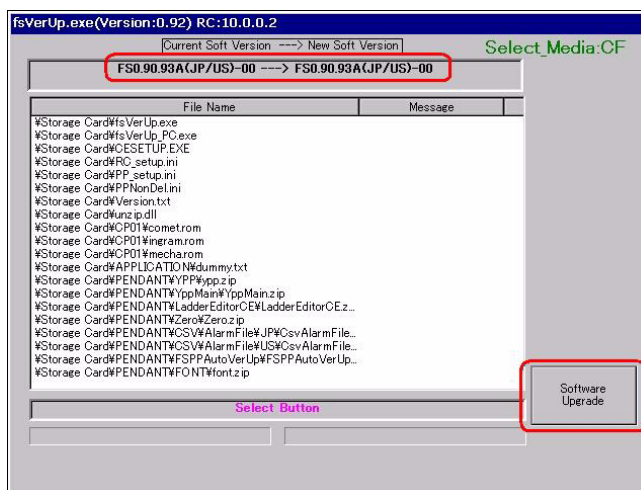 fsVerUp.exe(Version:0.92) RC:10.0.0.2
Current Soft Version ---> New Soft Version
Select_Media:CF
FS0.90.93A(JP/US)-00 ---> FS0.90.93A(JP/US)-00
File Name Message
¥Storage Card¥fsVerUp.exe
¥Storage Card¥fsVerUp_PC.exe
¥Storage Card¥CESETUP.EXE
¥Storage Card¥RC_setup.ini
¥Storage Card¥PP_setup.ini
¥Storage Card¥PPNonDel.ini
¥Storage Card¥Version.txt
¥Storage Card¥unzip.dll
¥Storage Card¥CP01¥comet.rom
¥Storage Card¥CP01¥ingram.rom
¥Storage Card¥CP01¥mecha.rom
¥Storage Card¥APPLICATION¥dummy.txt
¥Storage Card¥PENDANT¥YPP¥ypp.zip
¥Storage Card¥PENDANT¥YppMain¥YppMain.zip
¥Storage Card¥PENDANT¥LadderEditorCE¥LadderEditorCE.z...
¥Storage Card¥PENDANT¥Zero¥Zero.zip
¥Storage Card¥PENDANT¥CSV¥AlarmFile¥JP¥CsvAlarmFile...
¥Storage Card¥PENDANT¥CSV¥AlarmFile¥US¥CsvAlarmFile...
¥Storage Card¥PENDANT¥FSPPAutoVerUp¥FSPPAutoVerUp...
¥Storage Card¥PENDANT¥FONT¥font.zip
Software
Upgrade
Select Button